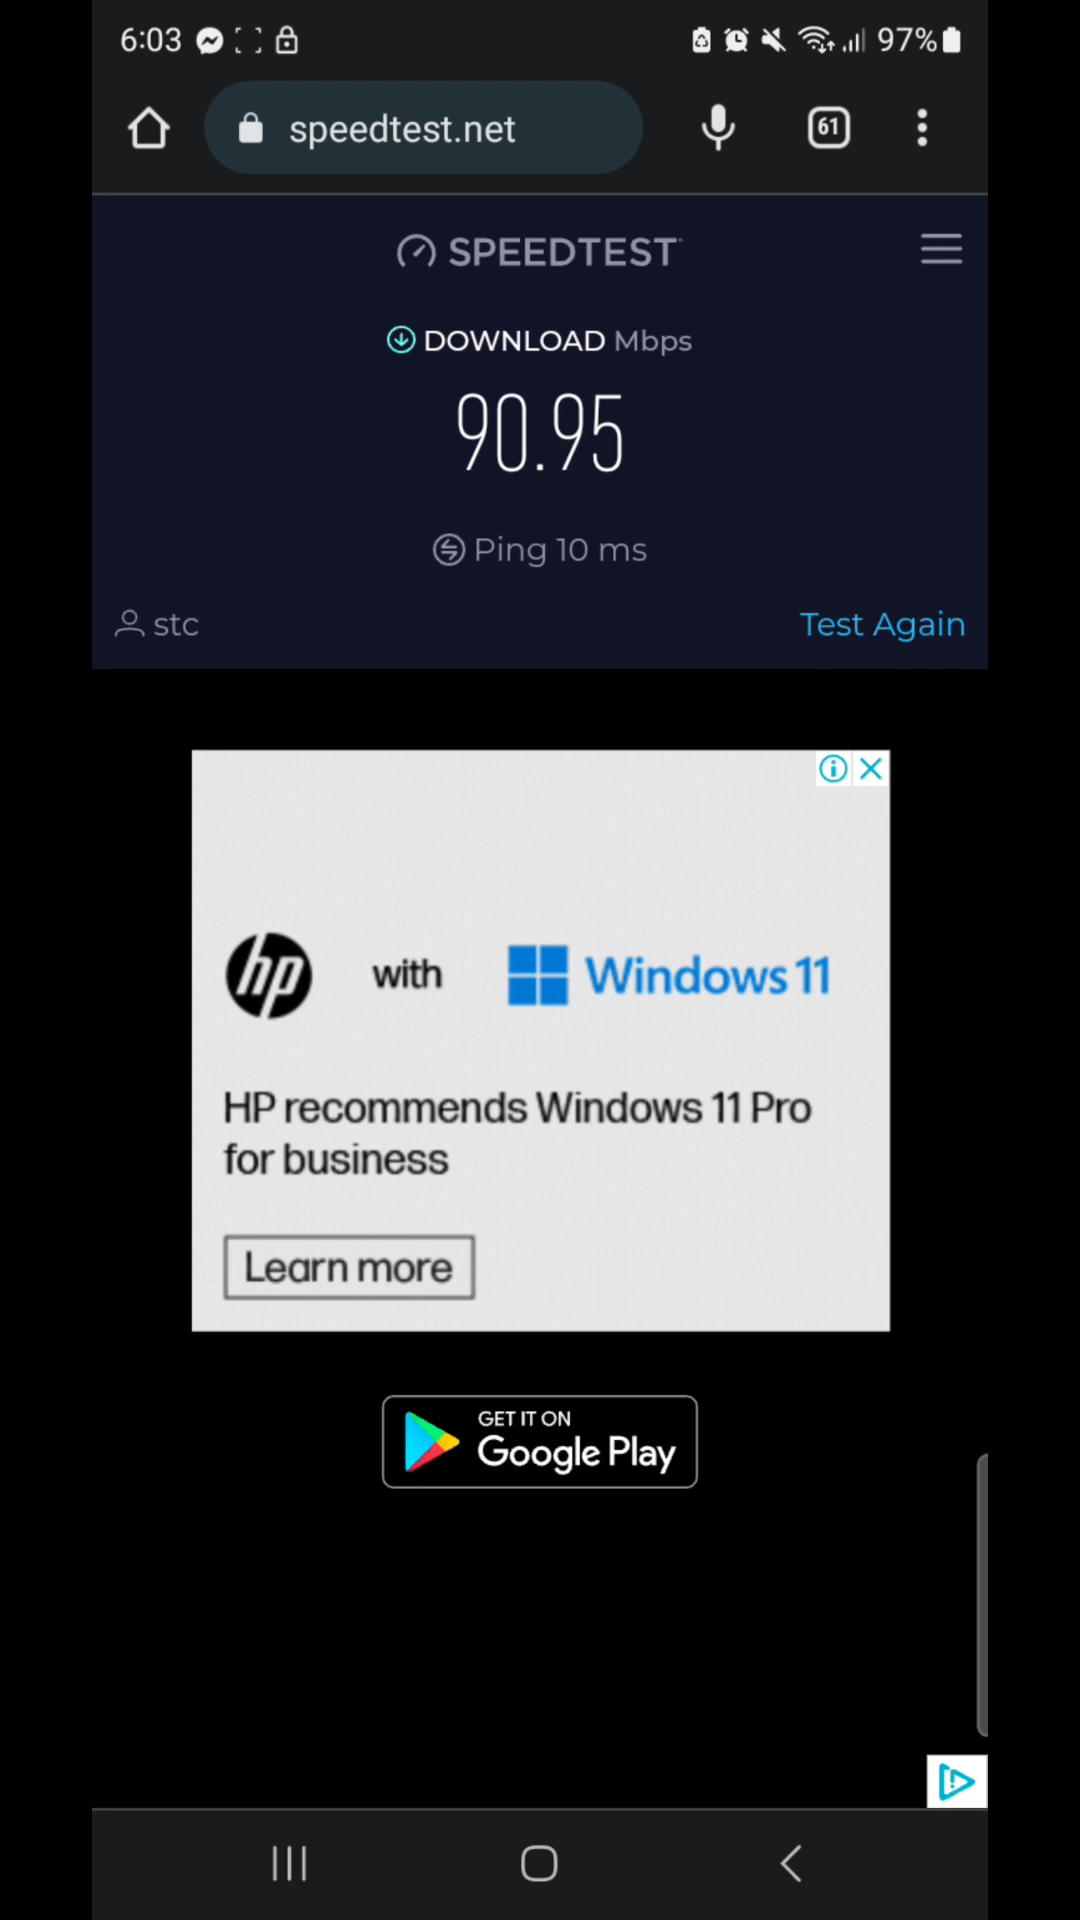 6:03
97%
speedtest.net
61
SPEEDTEST
DOWNLOAD Mbps
90.95
Ping 10 ms
stc
Test Again
hp with Windows 11
HP recommends Windows 11 Pro
for business
Learn more
GET IT ON
Google Play